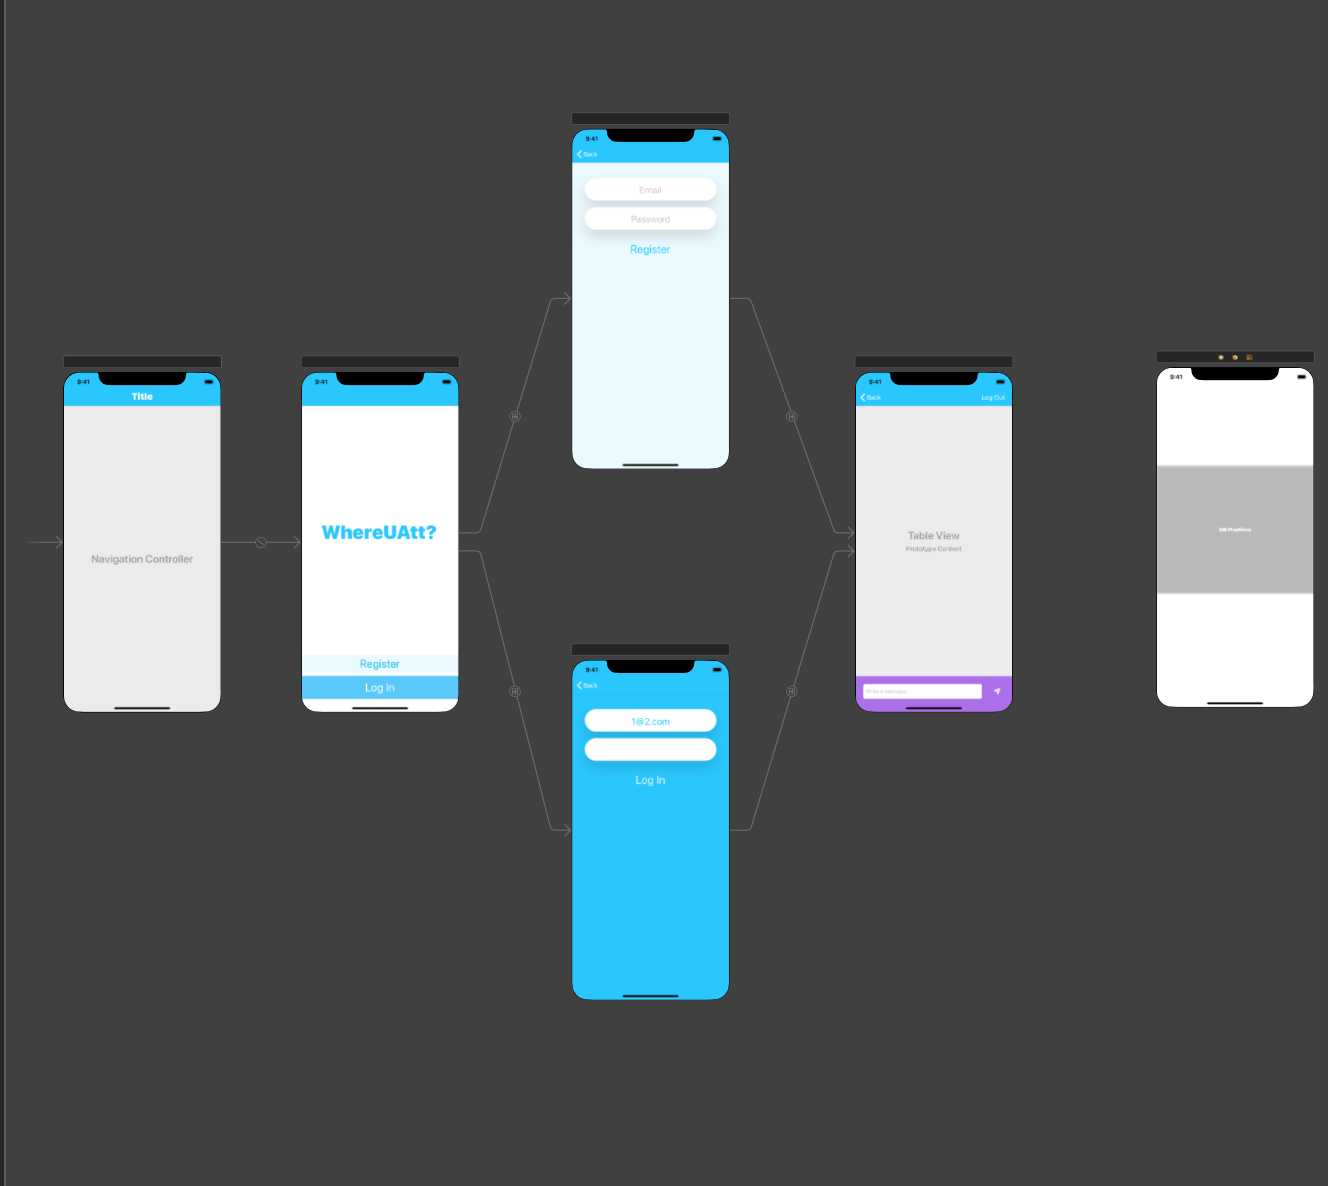 9:41
Title
Navigation Controller
9:41
WhereUAtt?
Register
Log In
9:41
Back
Email
Password
Register
9:41
Back
1@2.com
Log In
9:41
Back
Log Out
Table View
Prototype Content
Write a message...
9:41
MKMapView